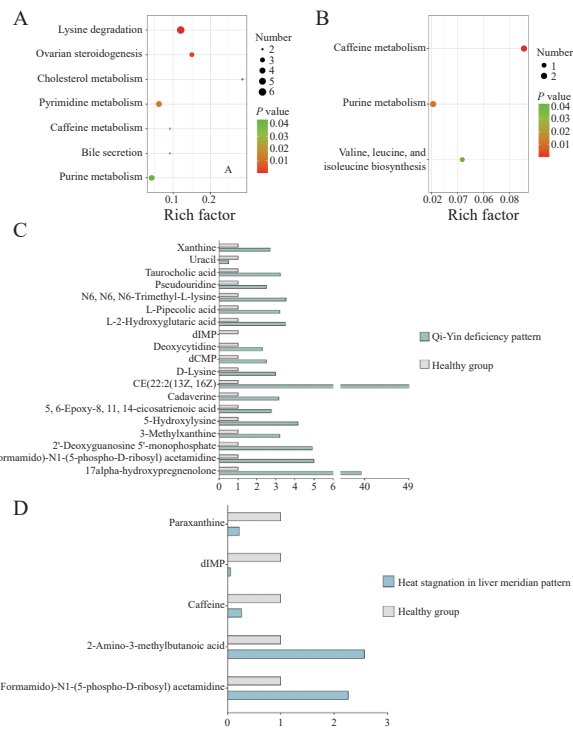 A
Lysine degradation
Ovarian steroidogenesis
Cholesterol metabolism
Pyrimidine metabolism
Caffeine metabolism
Bile secretion
Purine metabolism
A
0.1 0.2
Rich factor
Number
2
3
4
5
6
P value
0.04
0.03
0.02
0.01
B
Caffeine metabolism
Purine metabolism
Valine, leucine, and
isoleucine biosynthesis
0.02 0.04 0.06 0.08
Rich factor
Number
1
2
P value
0.04
0.03
0.02
0.01
C
Xanthine
Uracil
Taurocholic acid
Pseudouridine
N6, N6, N6-Trimethyl-L-lysine
L-Pipecolic acid
L-2-Hydroxyglutaric acid
dIMP
Deoxycytidine
dCMP
D-Lysine
CE(22:2(13Z, 16Z)
Cadaverine
5, 6-Epoxy-8, 11, 14-eicosatrienoic acid
5-Hydroxylysine
3-Methylxanthine
2'-Deoxyguanosine 5'-monophosphate
ormamido)-N1-(5-phospho-D-ribosyl) acetamidine
17alpha-hydroxypregnenolone
0 1 2 3 4 5 6 40 49
Qi-Yin deficiency pattern
Healthy group
D
Paraxanthine
dIMP
Caffeine
2-Amino-3-methylbutanoic acid
Formamido)-N1-(5-phospho-D-ribosyl) acetamidine
0 1 2 3
Heat stagnation in liver meridian pattern
Healthy group